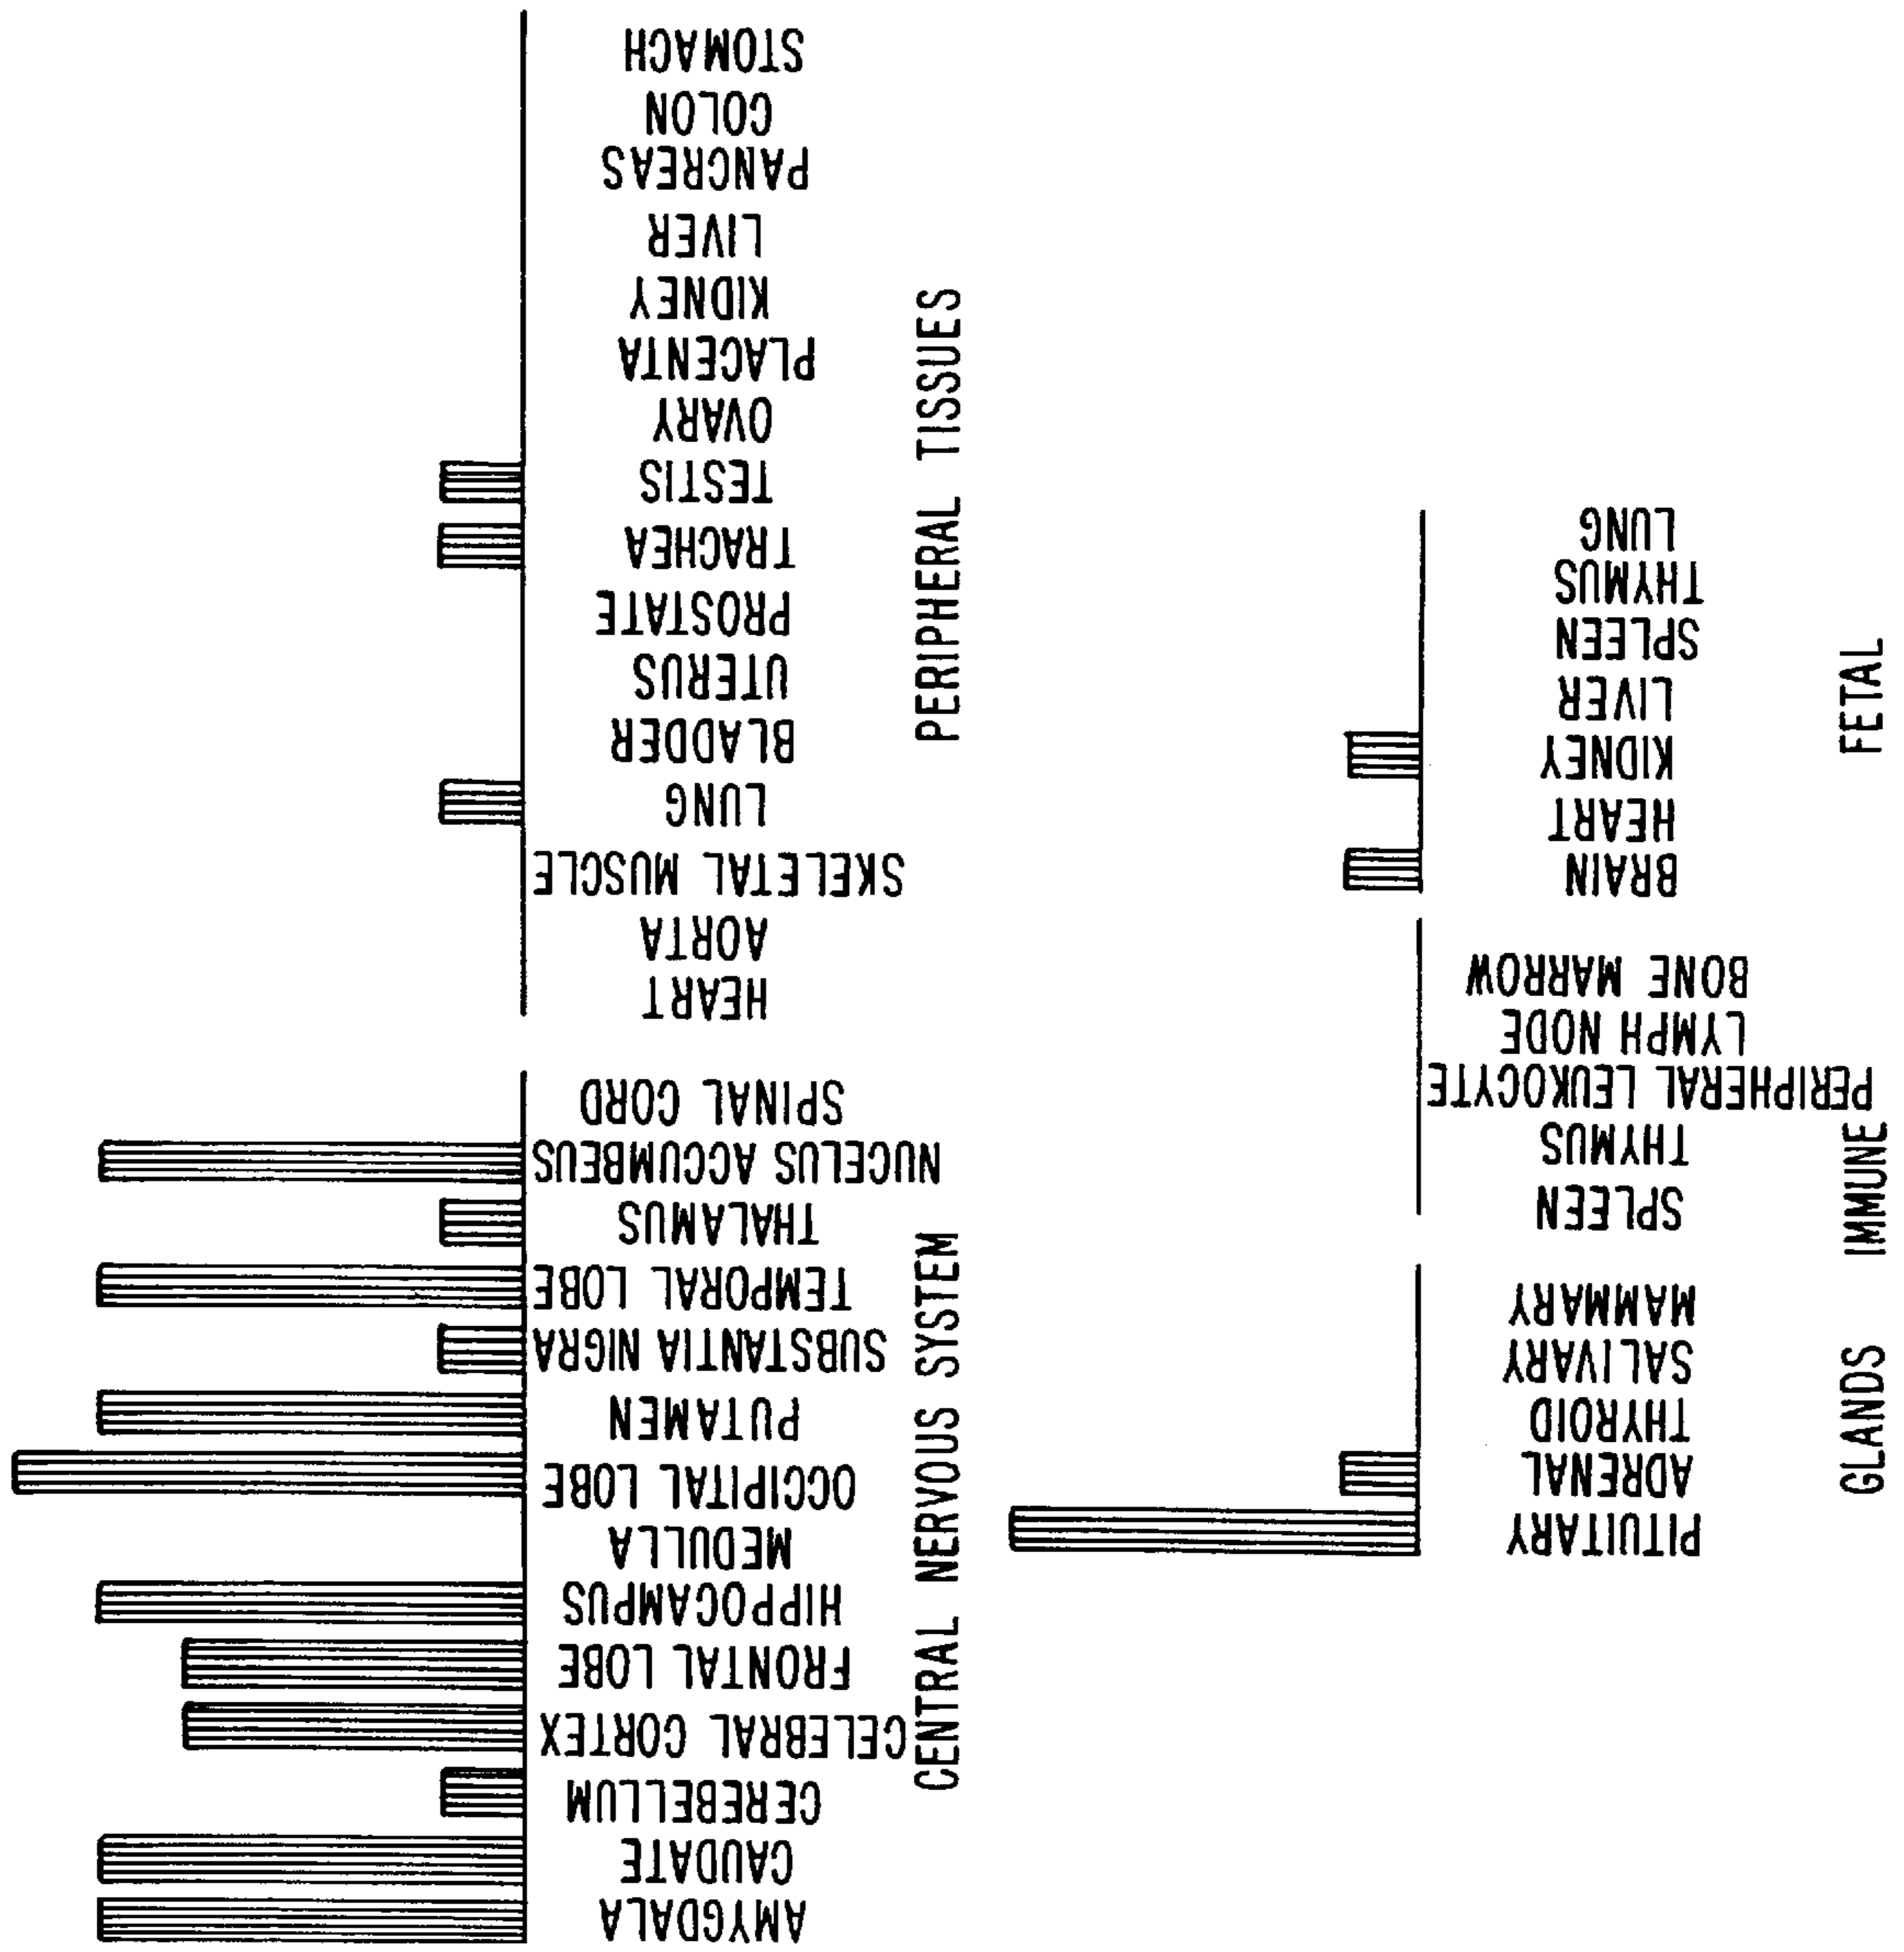 AMYGDALA
CAUDATE
CEREBELLUM
CELEBRAL CORTEX
FRONTAL LOBE
HIPPOCAMPUS
MEDULLA
OCCIPITAL LOBE
PUTAMEN
SUBSTANTIA NIGRA
TEMPORAL LOBE
THALAMUS
NUCELUS ACCUMBEUS
SPINAL CORD
CENTRAL NERVOUS SYSTEM
HEART
AORTA
SKELETAL MUSCLE
LUNG
BLADDER
UTERUS
PROSTATE
TRACHEA
TESTIS
OVARY
PLACENTA
KIDNEY
LIVER
PANCREAS
COLON
STOMACH
PERIPHERAL TISSUES
PITUITARY
ADRENAL
THYROID
SALIVARY
MAMMARY
GLANDS
SPLEEN
THYMUS
PERIPHERAL LEUKOCYTE
LYMPH NODE
BONE MARROW
IMMUNE
BRAIN
HEART
KIDNEY
LIVER
SPLEEN
THYMUS
LUNG
FETAL